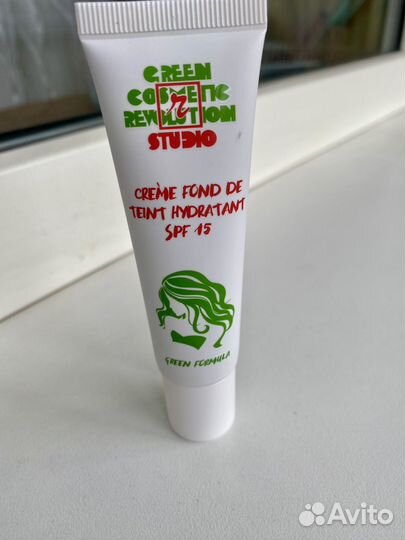 GREEN
COSMETIC
REVOLUTION
STUDIO
CRÈME FOND DE
TEINT HYDRATANT
SPF 15
GREEN FORMULA
Avito